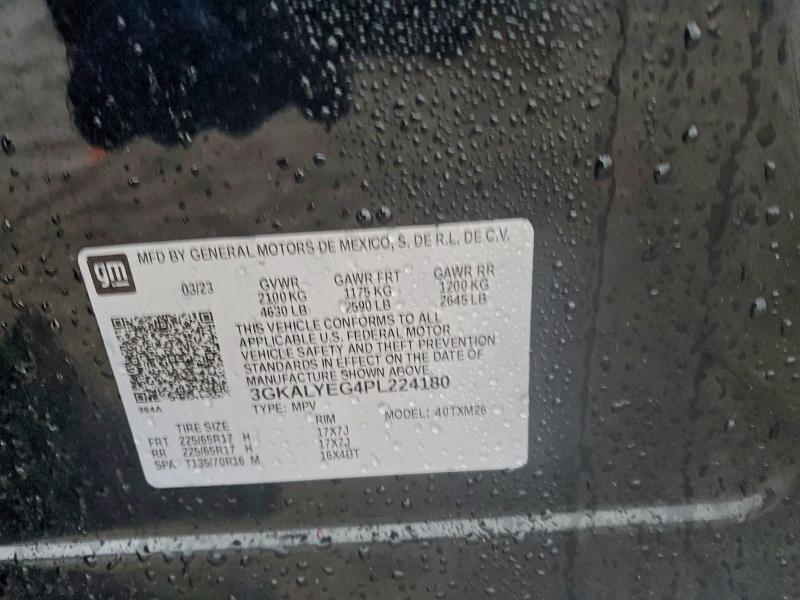 gm
MFD BY GENERAL MOTORS DE MEXICO, S. DE R.L. DE C.V.
03/23 GVWR GAWR FRT GAWR RR
2100 KG 1175 KG 1200 KG
4630 LB 2590 LB 2645 LB
THIS VEHICLE CONFORMS TO ALL
APPLICABLE U.S. FEDERAL MOTOR
VEHICLE SAFETY AND THEFT PREVENTION
STANDARDS IN EFFECT ON THE DATE OF
MANUFACTURE SHOWN ABOVE.
3GKALYEG4PL224180
394A
TYPE: MPV MODEL: 40TXM26
TIRE SIZE RIM
FRT 225/65R17 H 17X7J
RR 225/65R17 H 17X7J
SPA T135/70R16 M 16X4BT